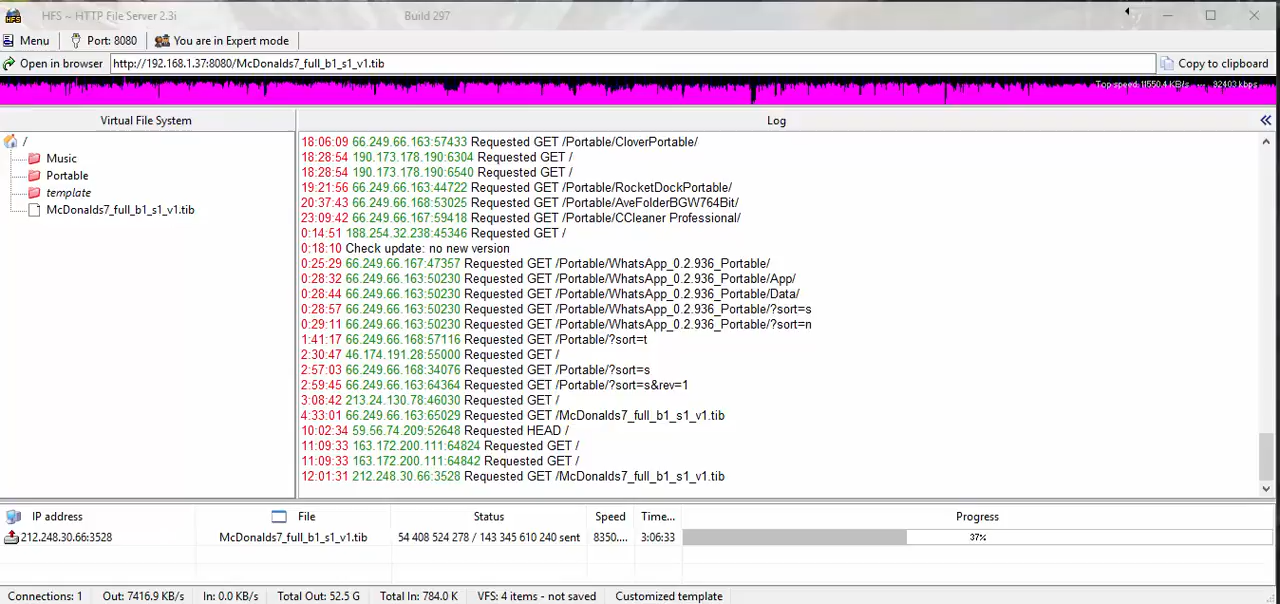 HFS ~ HTTP File Server 2.3i Build 297
Menu Port: 8080 You are in Expert mode
Open in browser http://192.168.1.37:8080/McDonalds7_full_b1_s1_v1.tib Copy to clipboard
Top speed: 11550.4 KB/s --- 92403 kbps
Virtual File System
/
Music
Portable
template
McDonalds7_full_b1_s1_v1.tib
Log
18:06:09 66.249.66.163:57433 Requested GET /Portable/CloverPortable/
18:28:54 190.173.178.190:6304 Requested GET /
18:28:54 190.173.178.190:6540 Requested GET /
19:21:56 66.249.66.163:44722 Requested GET /Portable/RocketDockPortable/
20:37:43 66.249.66.168:53025 Requested GET /Portable/AveFolderBGW764Bit/
23:09:42 66.249.66.167:59418 Requested GET /Portable/CCleaner Professional/
0:14:51 188.254.32.238:45346 Requested GET /
0:18:10 Check update: no new version
0:25:29 66.249.66.167:47357 Requested GET /Portable/WhatsApp_0.2.936_Portable/
0:28:32 66.249.66.163:50230 Requested GET /Portable/WhatsApp_0.2.936_Portable/App/
0:28:44 66.249.66.163:50230 Requested GET /Portable/WhatsApp_0.2.936_Portable/Data/
0:28:57 66.249.66.163:50230 Requested GET /Portable/WhatsApp_0.2.936_Portable/?sort=s
0:29:11 66.249.66.163:50230 Requested GET /Portable/WhatsApp_0.2.936_Portable/?sort=n
1:41:17 66.249.66.168:57116 Requested GET /Portable/?sort=t
2:30:47 46.174.191.28:55000 Requested GET /
2:57:03 66.249.66.168:34076 Requested GET /Portable/?sort=s
2:59:45 66.249.66.163:64364 Requested GET /Portable/?sort=s&rev=1
3:08:42 213.24.130.78:46030 Requested GET /
4:33:01 66.249.66.163:65029 Requested GET /McDonalds7_full_b1_s1_v1.tib
10:02:34 59.56.74.209:52648 Requested HEAD /
11:09:33 163.172.200.111:64824 Requested GET /
11:09:33 163.172.200.111:64842 Requested GET /
12:01:31 212.248.30.66:3528 Requested GET /McDonalds7_full_b1_s1_v1.tib
IP address File Status Speed Time... Progress
212.248.30.66:3528 McDonalds7_full_b1_s1_v1.tib 54 408 524 278 / 143 345 610 240 sent 8350.... 3:06:33 37%
Connections: 1 Out: 7416.9 KB/s In: 0.0 KB/s Total Out: 52.5 G Total In: 784.0 K VFS: 4 items - not saved Customized template